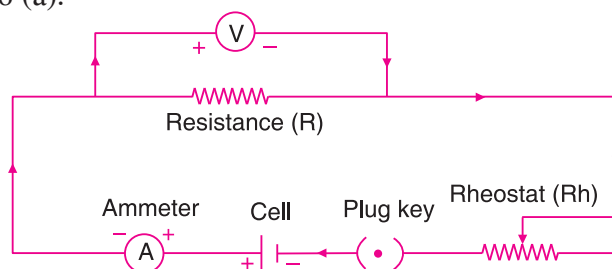 o (a).
V
+ −
Resistance (R)
Ammeter Cell Plug key Rheostat (Rh)
− A +
+ −